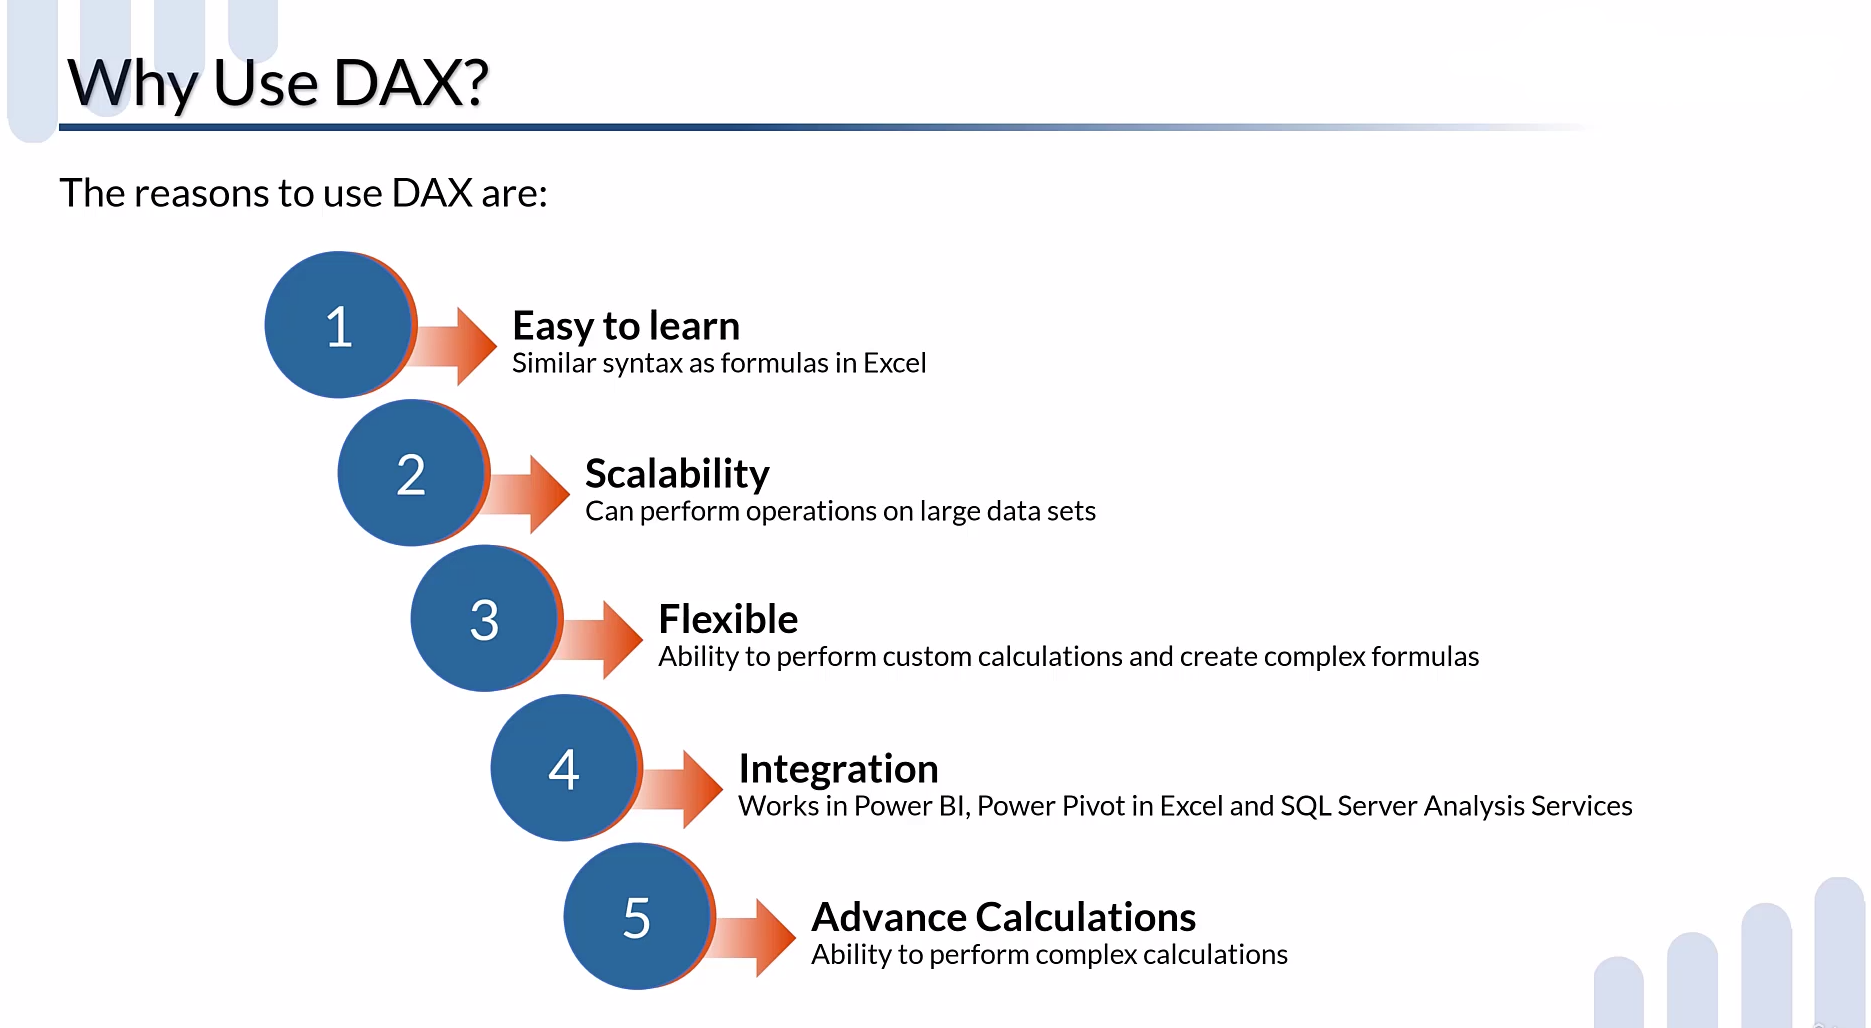 Why Use DAX?
The reasons to use DAX are:
1
Easy to learn
Similar syntax as formulas in Excel
2
Scalability
Can perform operations on large data sets
3
Flexible
Ability to perform custom calculations and create complex formulas
4
Integration
Works in Power BI, Power Pivot in Excel and SQL Server Analysis Services
5
Advance Calculations
Ability to perform complex calculations